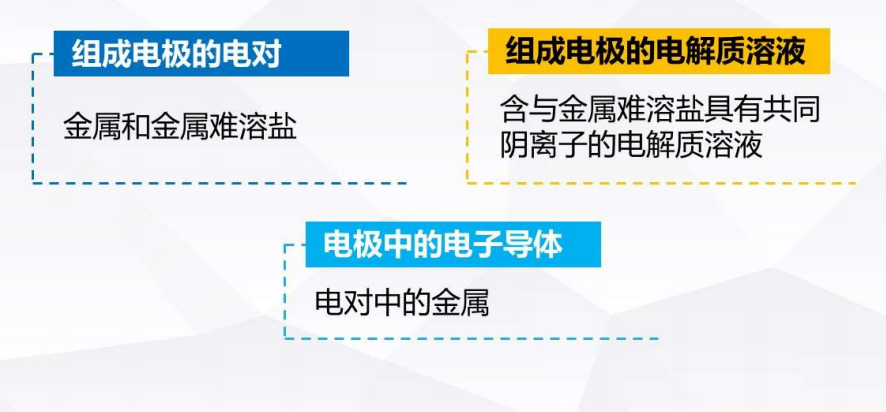 组成电极的电对
金属和金属难溶盐
组成电极的电解质溶液
含与金属难溶盐具有共同
阴离子的电解质溶液
电极中的电子导体
电对中的金属